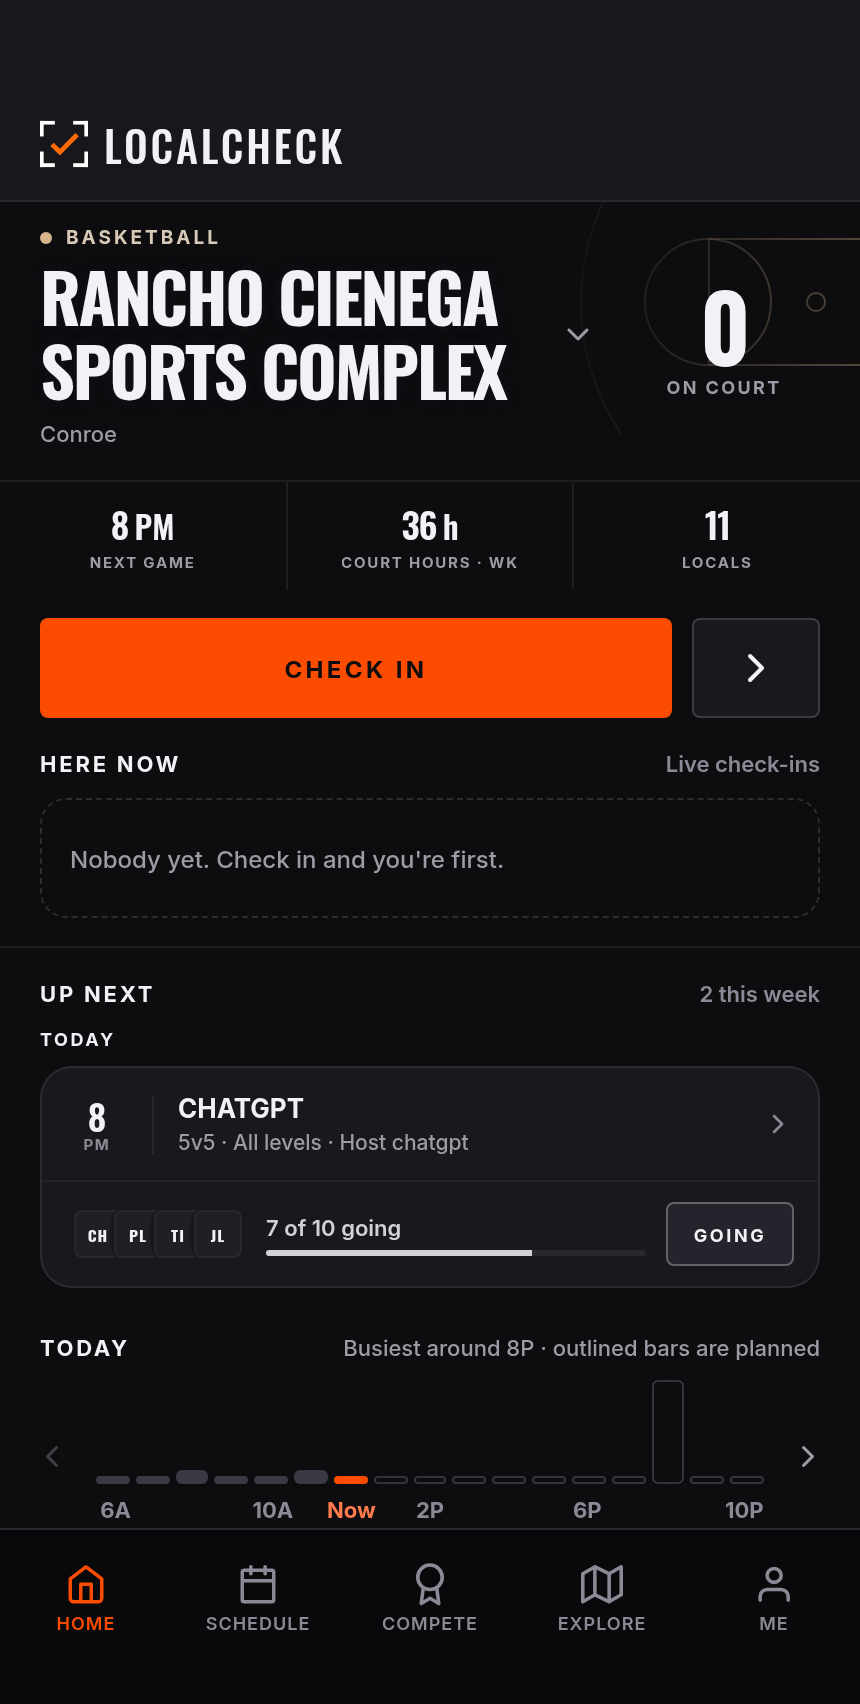 LOCALCHECK
BASKETBALL
RANCHO CIENEGA
SPORTS COMPLEX
Conroe
0
ON COURT
8 PM
NEXT GAME
36 h
COURT HOURS · WK
11
LOCALS
CHECK IN
HERE NOW
Live check-ins
Nobody yet. Check in and you're first.
UP NEXT
2 this week
TODAY
8
PM
CHATGPT
5v5 · All levels · Host chatgpt
CH PL TI JL
7 of 10 going
GOING
TODAY
Busiest around 8P · outlined bars are planned
6A 10A Now 2P 6P 10P
HOME SCHEDULE COMPETE EXPLORE ME